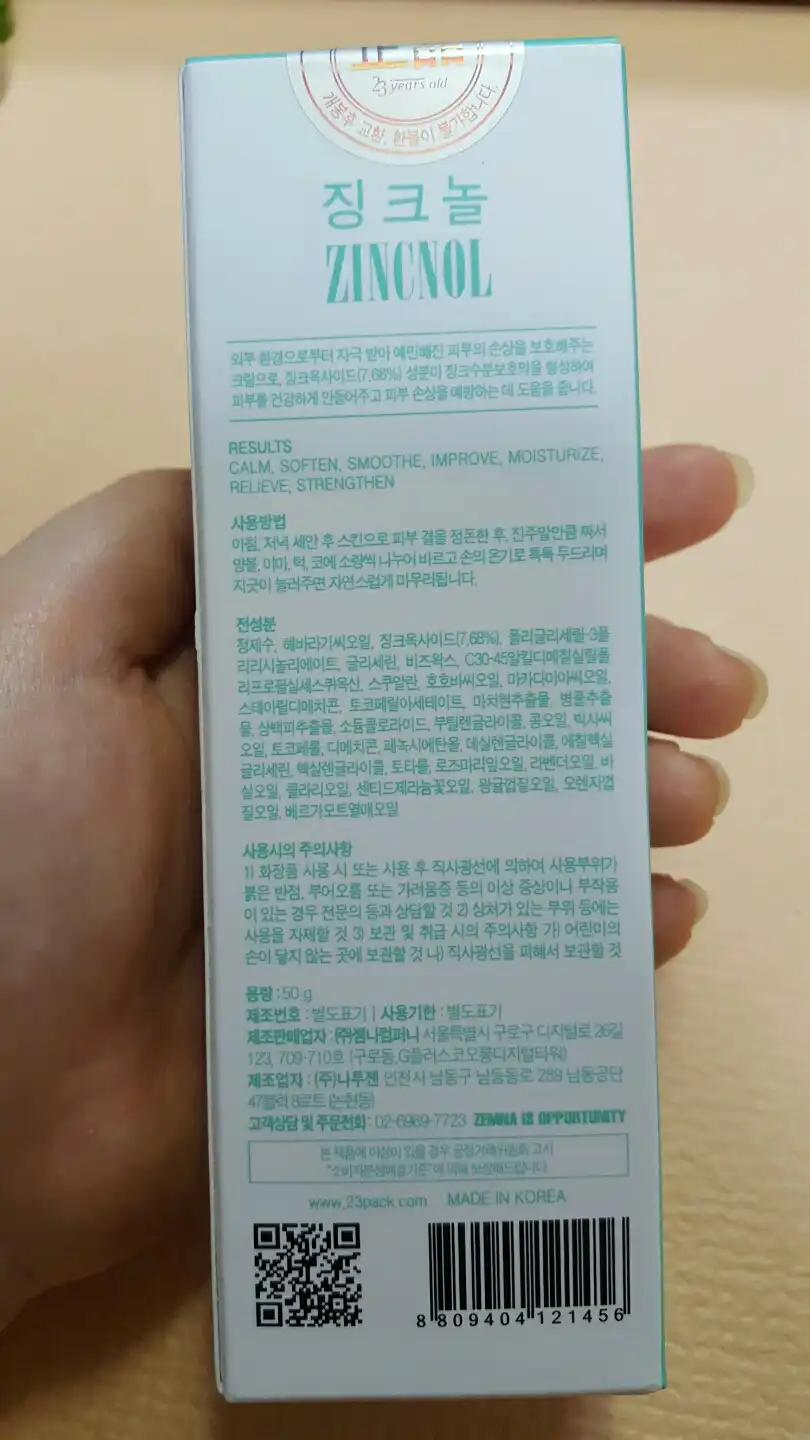 23 years old
개봉후 교환, 환불이 불가합니다.
징크놀
ZINCNOL
외부 환경으로부터 자극 받아 예민해진 피부의 손상을 보호해주는
크림으로, 징크옥사이드(7.68%) 성분이 징크수분보호막을 형성하여
피부를 건강하게 만들어주고 피부 손상을 예방하는 데 도움을 줍니다.
RESULTS
CALM, SOFTEN, SMOOTHE, IMPROVE, MOISTURIZE,
RELIEVE, STRENGTHEN
사용방법
아침, 저녁 세안 후 스킨으로 피부 결을 정돈한 후, 진주알만큼 짜서
양볼, 이마, 턱, 코에 소량씩 나누어 바르고 손의 온기로 톡톡 두드리며
지긋이 눌러주면 자연스럽게 마무리됩니다.
전성분
정제수, 해바라기씨오일, 징크옥사이드(7.68%), 폴리글리세릴-3폴
리리시놀리에이트, 글리세린, 비즈왁스, C30-45알킬디메칠실릴폴
리프로필실세스퀴옥산, 스쿠알란, 호호바씨오일, 마카다미아씨오일,
스테아릴디메치콘, 토코페릴아세테이트, 마치현추출물, 병풀추출
물, 상백피추출물, 소듐클로라이드, 부틸렌글라이콜, 콩오일, 빅사씨
오일, 토코페롤, 디메치콘, 페녹시에탄올, 데실렌글라이콜, 에칠헥실
글리세린, 헥실렌글라이콜, 토타롤, 로즈마리잎오일, 라벤더오일, 바
실오일, 클라리오일, 센티드제라늄꽃오일, 왕귤껍질오일, 오렌지껍
질오일, 베르가모트열매오일
사용시의 주의사항
1) 화장품 사용 시 또는 사용 후 직사광선에 의하여 사용부위가
붉은 반점, 부어오름 또는 가려움증 등의 이상 증상이나 부작용
이 있는 경우 전문의 등과 상담할 것 2) 상처가 있는 부위 등에는
사용을 자제할 것 3) 보관 및 취급 시의 주의사항 가) 어린이의
손이 닿지 않는 곳에 보관할 것 나) 직사광선을 피해서 보관할 것
용량 : 50 g
제조번호 : 별도표기 | 사용기한 : 별도표기
제조판매업자 : (주)젬나컴퍼니 서울특별시 구로구 디지털로 26길
123, 709-710호 (구로동,G플러스코오롱디지털타워)
제조업자 : (주)나투젠 인천시 남동구 남동동로 289 남동공단
47블럭 8로트 (논현동)
고객상담 및 주문전화 : 02-6969-7723 ZEMNA IS OPPORTUNITY
본 제품에 이상이 있을 경우 공정거래위원회 고시
"소비자분쟁해결기준"에 의해 보상해드립니다.
www.23pack.com MADE IN KOREA
8 809404 121456